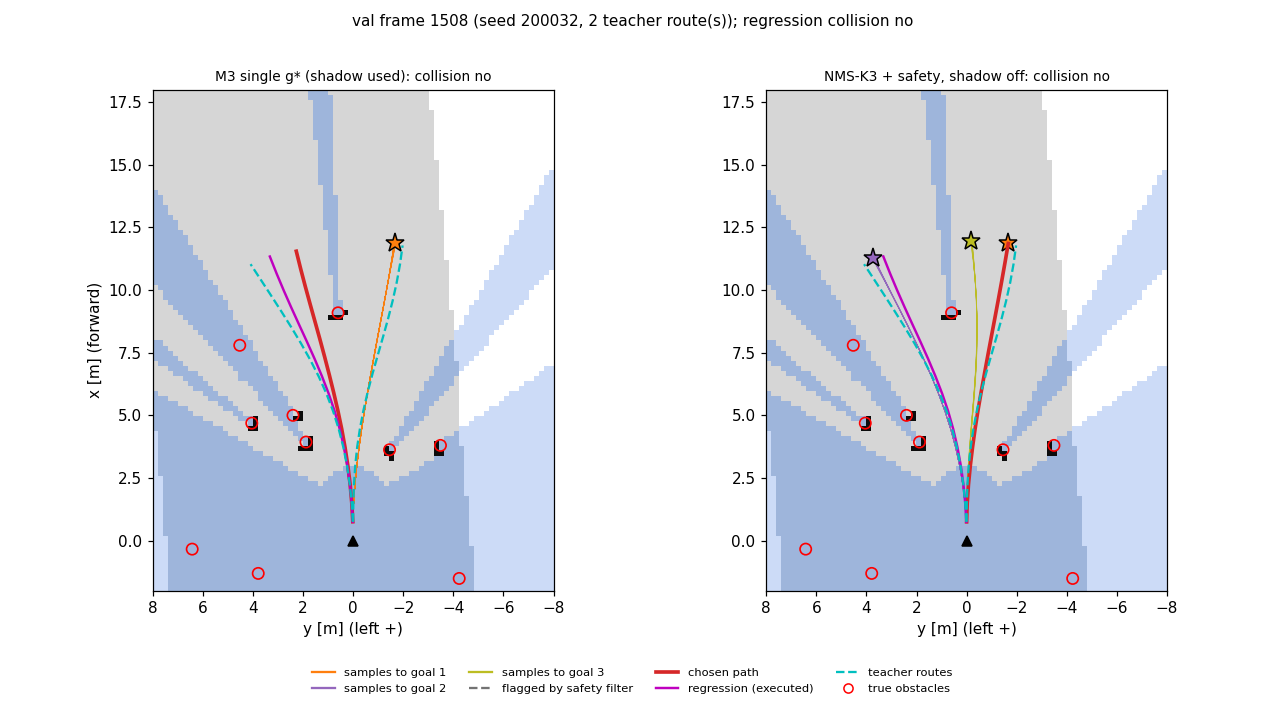 val frame 1508 (seed 200032, 2 teacher route(s)); regression collision no
M3 single g* (shadow used): collision no
NMS-K3 + safety, shadow off: collision no
17.5
15.0
12.5
10.0
7.5
5.0
2.5
0.0
x [m] (forward)
8 6 4 2 0 −2 −4 −6 −8
y [m] (left +)
17.5
15.0
12.5
10.0
7.5
5.0
2.5
0.0
8 6 4 2 0 −2 −4 −6 −8
y [m] (left +)
samples to goal 1
samples to goal 2
samples to goal 3
flagged by safety filter
chosen path
regression (executed)
teacher routes
true obstacles